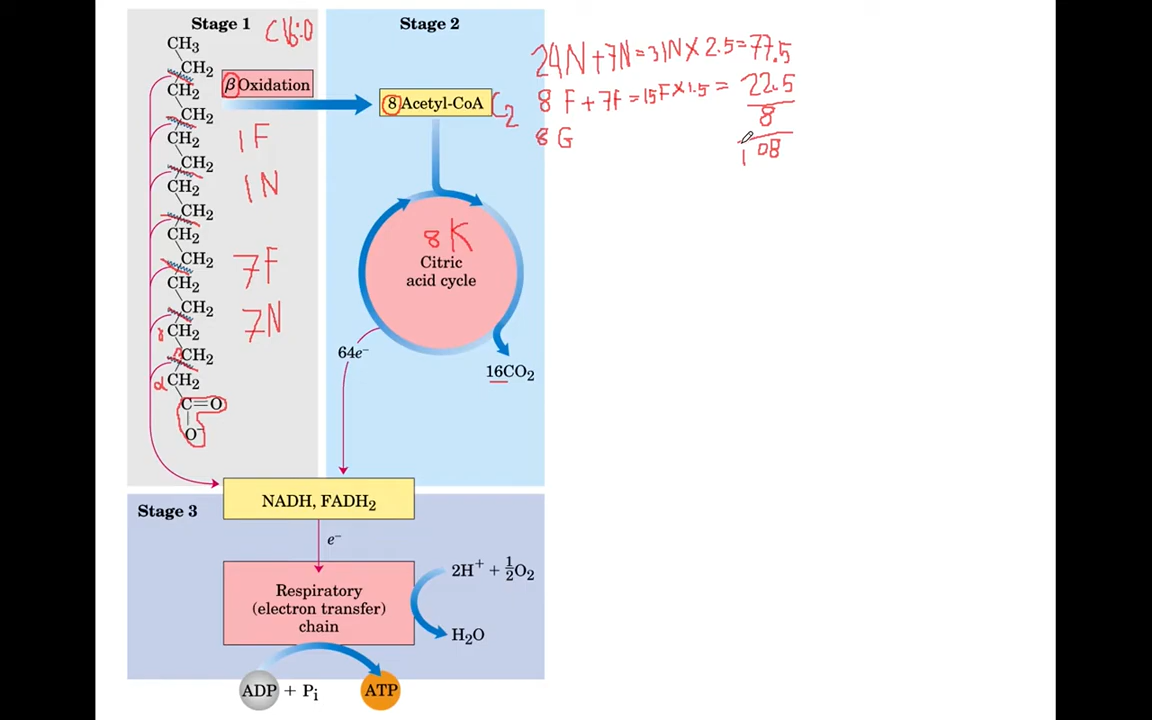 Stage 1
C16:0
CH3
CH2
CH2
CH2
CH2
CH2
CH2
CH2
CH2
CH2
CH2
CH2
γ CH2
β CH2
α CH2
C=O
O−
β Oxidation
1F
1N
7F
7N
Stage 2
8 Acetyl-CoA C2
8K
Citric
acid cycle
64e−
16CO2
24N+7N=31N×2.5=77.5
8F+7F=15F×1.5=22.5
8G 8
108
NADH, FADH2
Stage 3
e−
Respiratory
(electron transfer)
chain
2H+ + ½O2
H2O
ADP + Pi
ATP